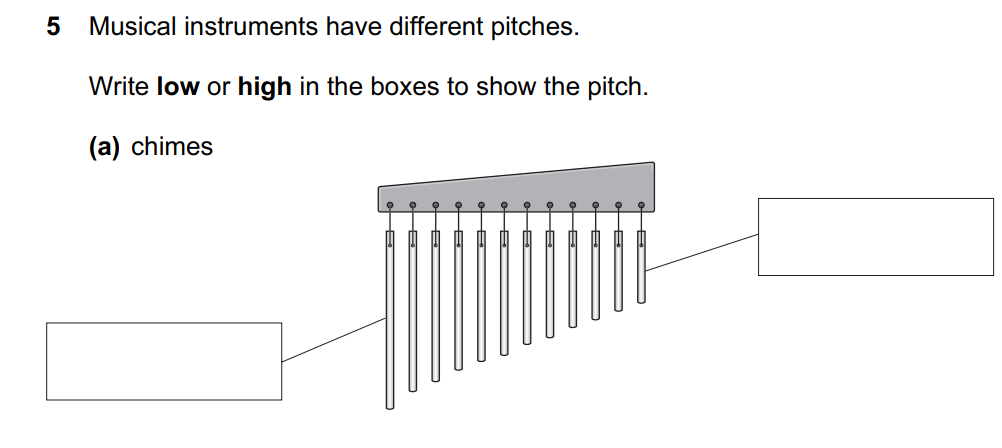 5 Musical instruments have different pitches.
Write low or high in the boxes to show the pitch.
(a) chimes